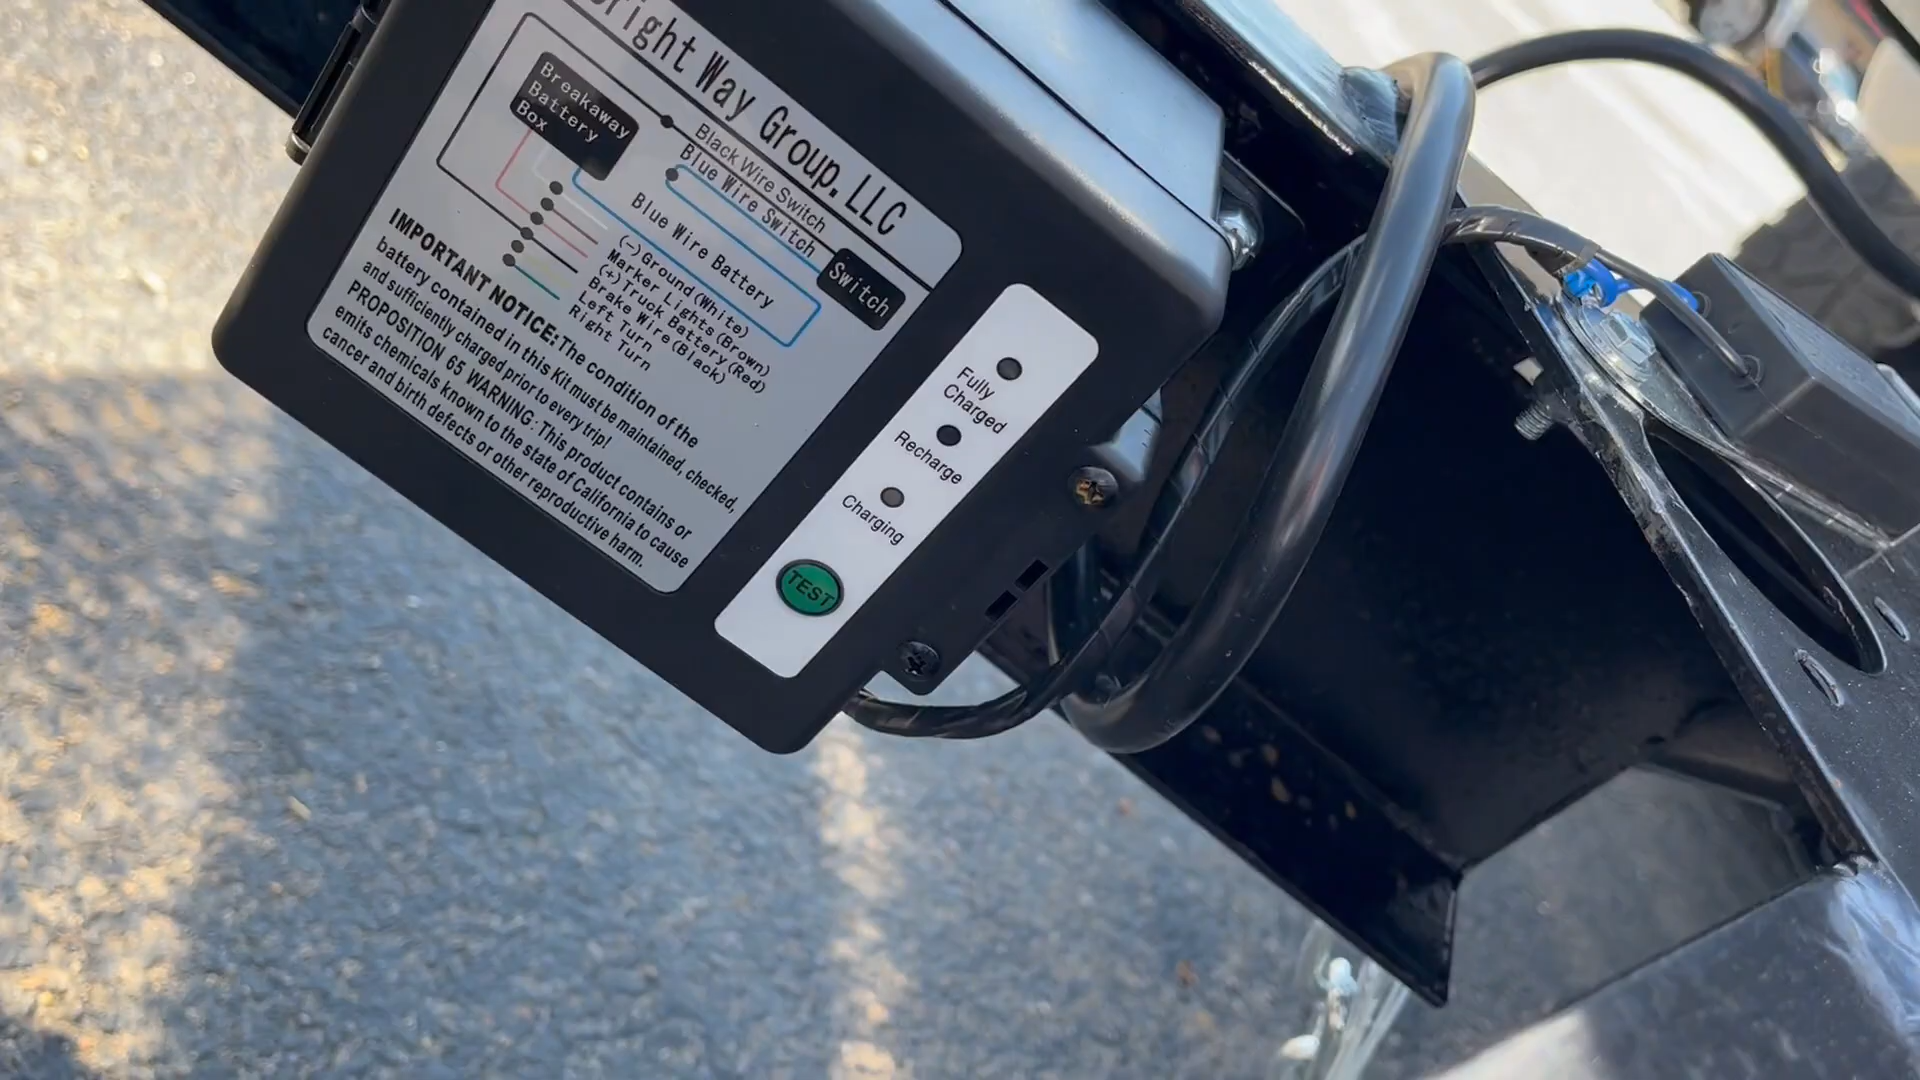 Bright Way Group. LLC
Breakaway
Battery
Box
Black Wire Switch
Blue Wire Switch
Blue Wire Battery
Switch
(-) Ground (White)
Marker Lights (Brown)
(+) Truck Battery (Red)
Brake Wire (Black)
Left Turn
Right Turn
IMPORTANT NOTICE: The condition of the
battery contained in this Kit must be maintained, checked,
and sufficiently charged prior to every trip!
PROPOSITION 65 WARNING: This product contains or
emits chemicals known to the state of California to cause
cancer and birth defects or other reproductive harm.
Fully
Charged
Recharge
Charging
TEST